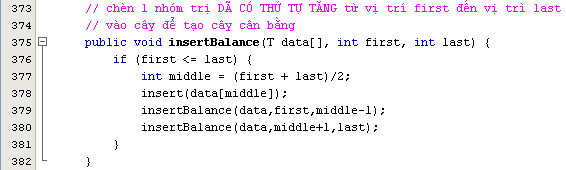 373 // chèn 1 nhóm trị DÃ CÓ THỨ TỰ TĂNG từ vị trí first đến vị trì last
374 // vào cây để tạo cây cân bằng
375 public void insertBalance(T data[], int first, int last) {
376 if (first <= last) {
377 int middle = (first + last)/2;
378 insert(data[middle]);
379 insertBalance(data,first,middle-1);
380 insertBalance(data,middle+1,last);
381 }
382 }